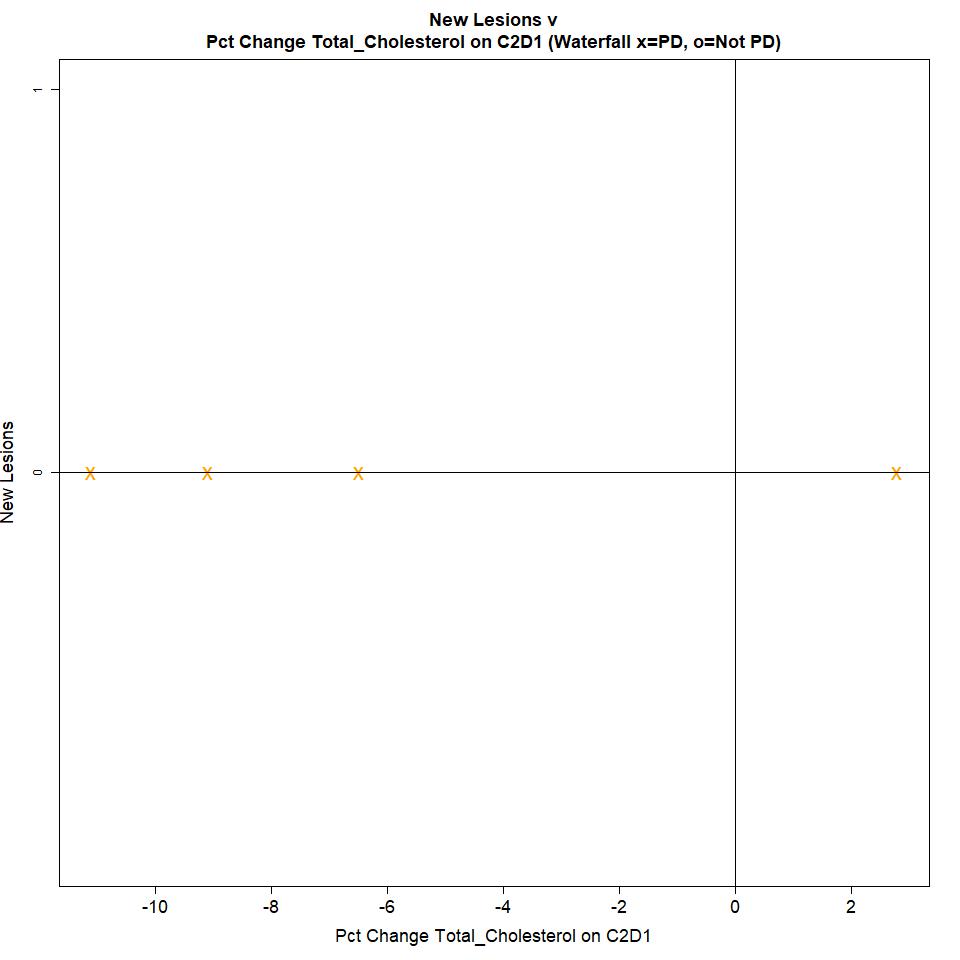 New Lesions v
Pct Change Total_Cholesterol on C2D1 (Waterfall x=PD, o=Not PD)
1
New Lesions
0
x x x x
-10 -8 -6 -4 -2 0 2
Pct Change Total_Cholesterol on C2D1